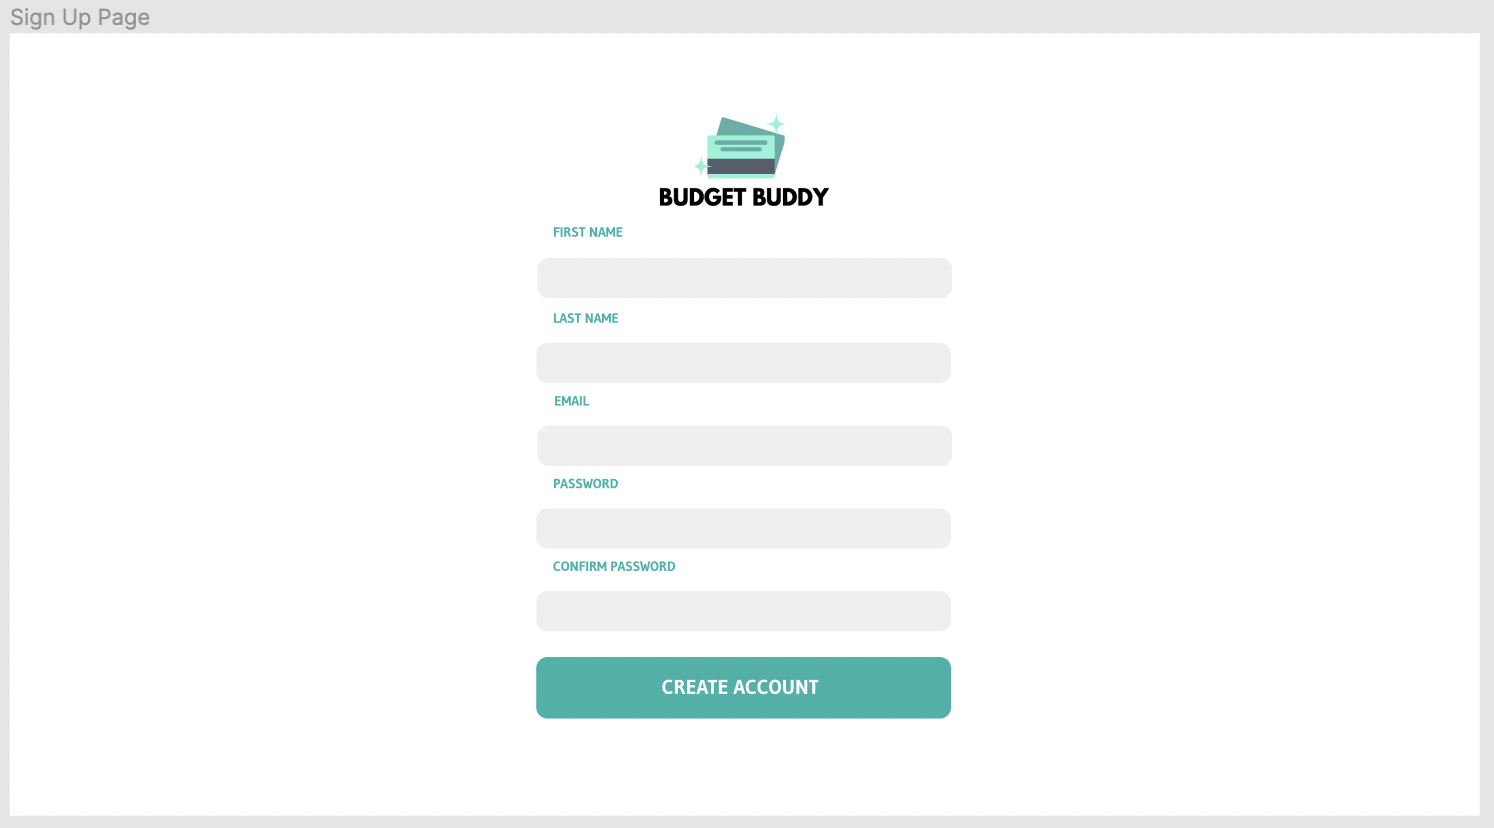 Sign Up Page
BUDGET BUDDY
FIRST NAME
LAST NAME
EMAIL
PASSWORD
CONFIRM PASSWORD
CREATE ACCOUNT